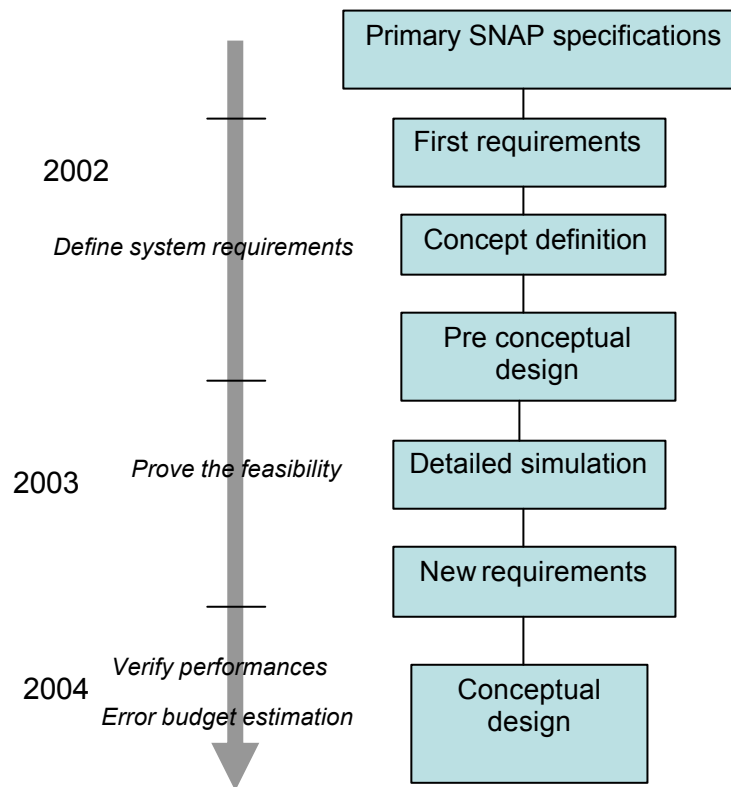 Primary SNAP specifications
First requirements
2002
Define system requirements
Concept definition
Pre conceptual
design
Prove the feasibility
Detailed simulation
2003
New requirements
Verify performances
2004
Error budget estimation
Conceptual
design